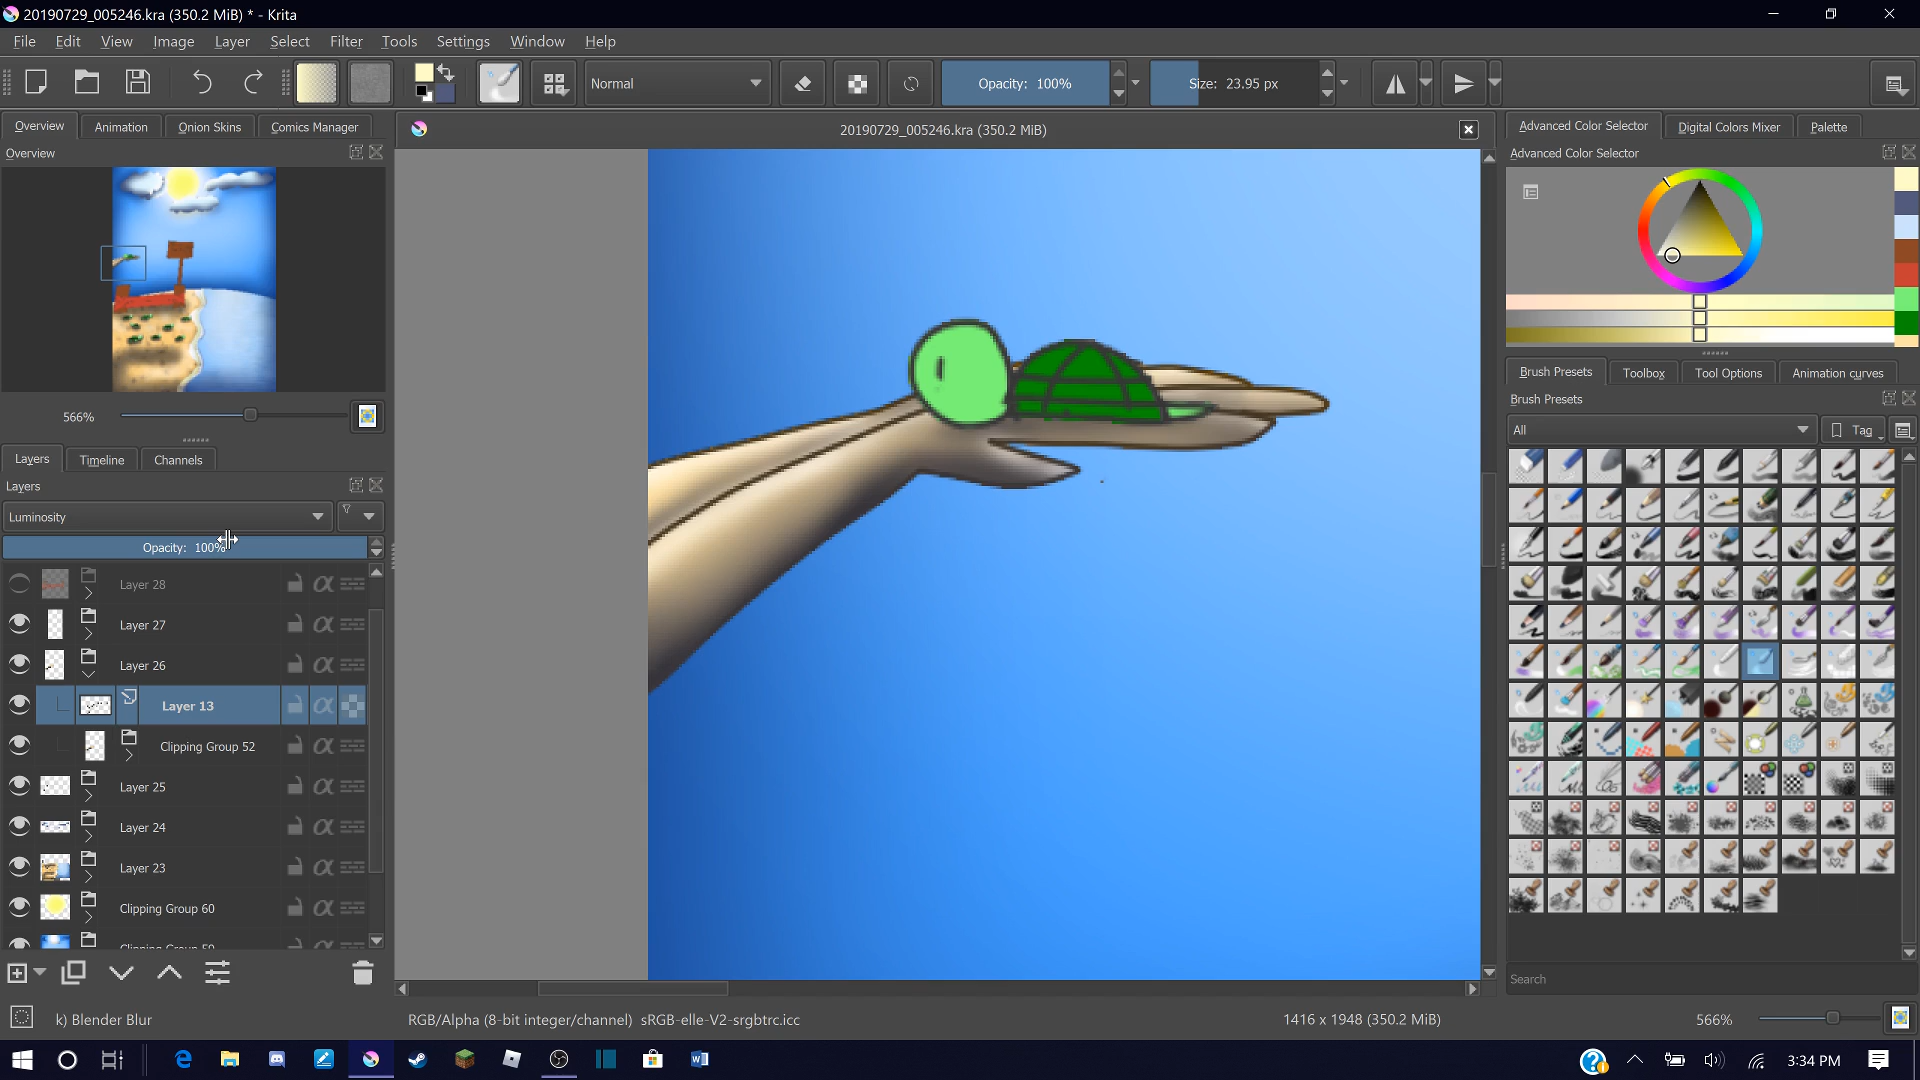 20190729_005246.kra (350.2 MiB) * - Krita
File Edit View Image Layer Select Filter Tools Settings Window Help
Normal Opacity: 100% Size: 23.95 px
Overview Animation Onion Skins Comics Manager
20190729_005246.kra (350.2 MiB)
Advanced Color Selector Digital Colors Mixer Palette
Overview
Advanced Color Selector
566%
Brush Presets Toolbox Tool Options Animation curves
Brush Presets
All Tag
Layers Timeline Channels
Layers
Luminosity
Opacity: 100%
Layer 28
Layer 27
Layer 26
Layer 13
Clipping Group 52
Layer 25
Layer 24
Layer 23
Clipping Group 60
Search
k) Blender Blur
RGB/Alpha (8-bit integer/channel) sRGB-elle-V2-srgbtrc.icc
1416 x 1948 (350.2 MiB)
566%
3:34 PM